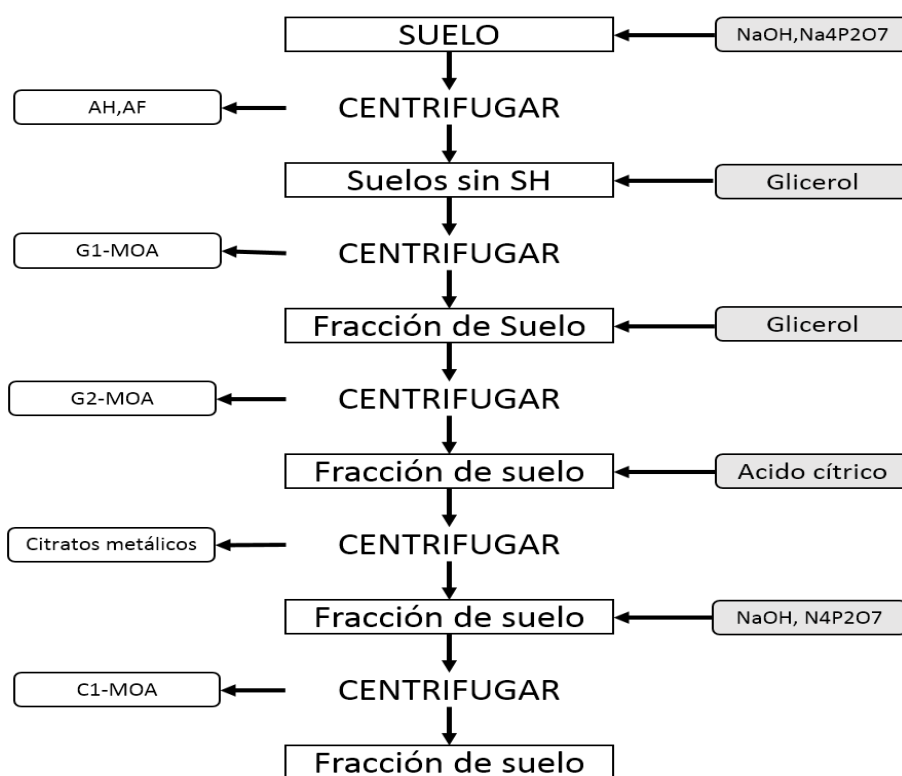 SUELO
NaOH,Na4P2O7
AH,AF
CENTRIFUGAR
Suelos sin SH
Glicerol
G1-MOA
CENTRIFUGAR
Fracción de Suelo
Glicerol
G2-MOA
CENTRIFUGAR
Fracción de suelo
Acido cítrico
Citratos metálicos
CENTRIFUGAR
Fracción de suelo
NaOH, N4P2O7
C1-MOA
CENTRIFUGAR
Fracción de suelo